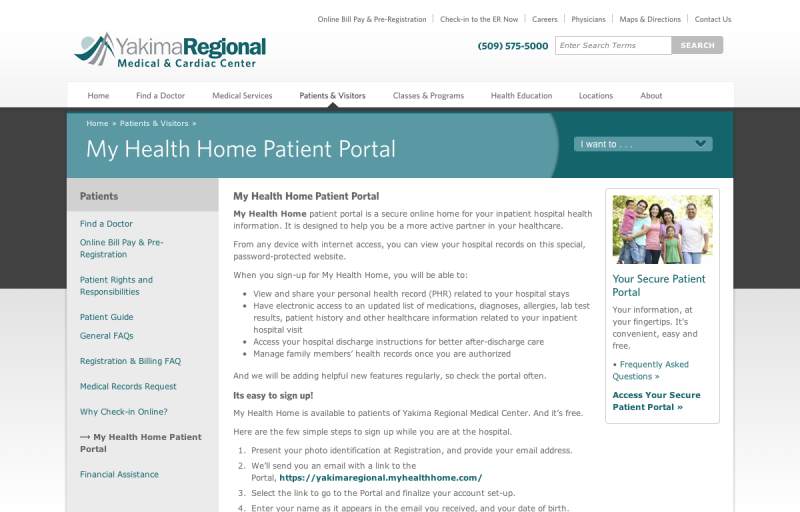 Online Bill Pay & Pre-Registration
Check-in to the ER Now
Careers
Physicians
Maps & Directions
Contact Us
YakimaRegional
Medical & Cardiac Center
(509) 575-5000
Enter Search Terms
SEARCH
Home
Find a Doctor
Medical Services
Patients & Visitors
Classes & Programs
Health Education
Locations
About
Home » Patients & Visitors »
My Health Home Patient Portal
I want to . . .
Patients
Find a Doctor
Online Bill Pay & Pre-
Registration
Patient Rights and
Responsibilities
Patient Guide
General FAQs
Registration & Billing FAQ
Medical Records Request
Why Check-in Online?
⟶ My Health Home Patient
Portal
Financial Assistance
My Health Home Patient Portal
My Health Home patient portal is a secure online home for your inpatient hospital health
information. It is designed to help you be a more active partner in your healthcare.
From any device with internet access, you can view your hospital records on this special,
password-protected website.
When you sign-up for My Health Home, you will be able to:
• View and share your personal health record (PHR) related to your hospital stays
• Have electronic access to an updated list of medications, diagnoses, allergies, lab test
results, patient history and other healthcare information related to your inpatient
hospital visit
• Access your hospital discharge instructions for better after-discharge care
• Manage family members’ health records once you are authorized
And we will be adding helpful new features regularly, so check the portal often.
Its easy to sign up!
My Health Home is available to patients of Yakima Regional Medical Center. And it’s free.
Here are the few simple steps to sign up while you are at the hospital.
1. Present your photo identification at Registration, and provide your email address.
2. We’ll send you an email with a link to the
Portal, https://yakimaregional.myhealthhome.com/
3. Select the link to go to the Portal and finalize your account set-up.
4. Enter your name as it appears in the email you received, and your date of birth.
Your Secure Patient
Portal
Your information, at
your fingertips. It's
convenient, easy and
free.
• Frequently Asked
Questions »
Access Your Secure
Patient Portal »